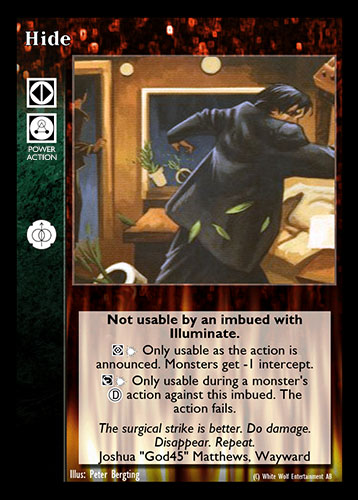 Hide
POWER
ACTION
Not usable by an imbued with
Illuminate.
Only usable as the action is
announced. Monsters get -1 intercept.
Only usable during a monster's
D action against this imbued. The
action fails.
The surgical strike is better. Do damage.
Disappear. Repeat.
Joshua "God45" Matthews, Wayward
Illus: Peter Bergting
(C) White Wolf Entertainment AB